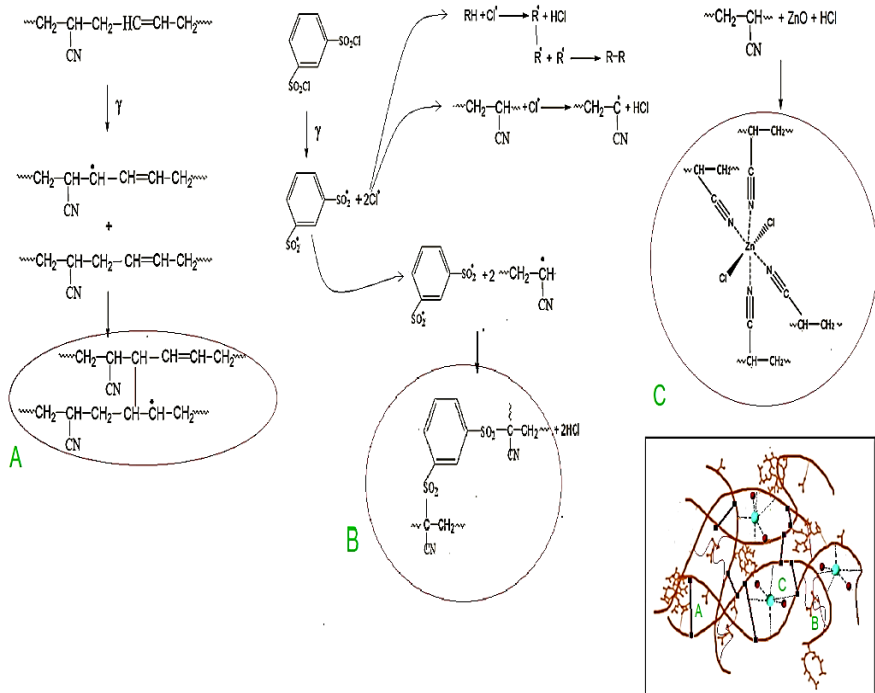 ~CH₂-CH-CH₂-HC=CH-CH₂~
CN
γ
~CH₂-CH-CH-CH=CH-CH₂~
CN
+
~CH₂-CH-CH₂-CH-CH=CH-CH₂~
CN
~CH₂-CH-CH-CH=CH-CH₂~
CN
~CH₂-CH-CH₂-CH-CH-CH₂~
CN
A
SO₂Cl
SO₂Cl
γ
SO₂• + 2Cl•
SO₂•
RH + Cl• → R• + HCl
R• + R• → R-R
~CH₂-CH~ + Cl• → ~CH₂-C• + HCl
CN CN
SO₂• + 2 ~CH₂-CH•
SO₂• CN
SO₂-C-CH₂~ + 2HCl
CN
SO₂
~C-CH₂~
CN
B
~CH₂-CH~ + ZnO + HCl
CN
~CH-CH₂~
~CH-CH₂~
C
C
N
N
Cl
Zn
Cl
N
N
C
C
~CH-CH₂~
~CH-CH₂~
C
C
A
B